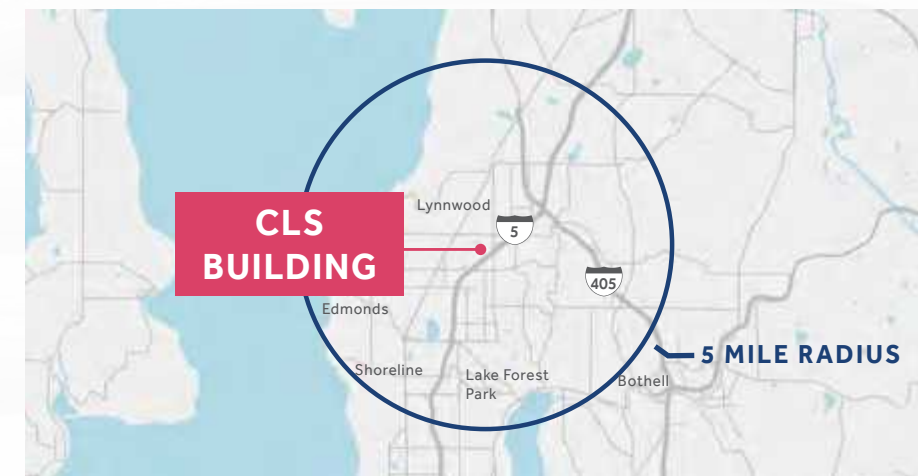 Lynnwood
CLS
BUILDING
5
405
Edmonds
5 MILE RADIUS
Shoreline
Lake Forest
Park
Bothell